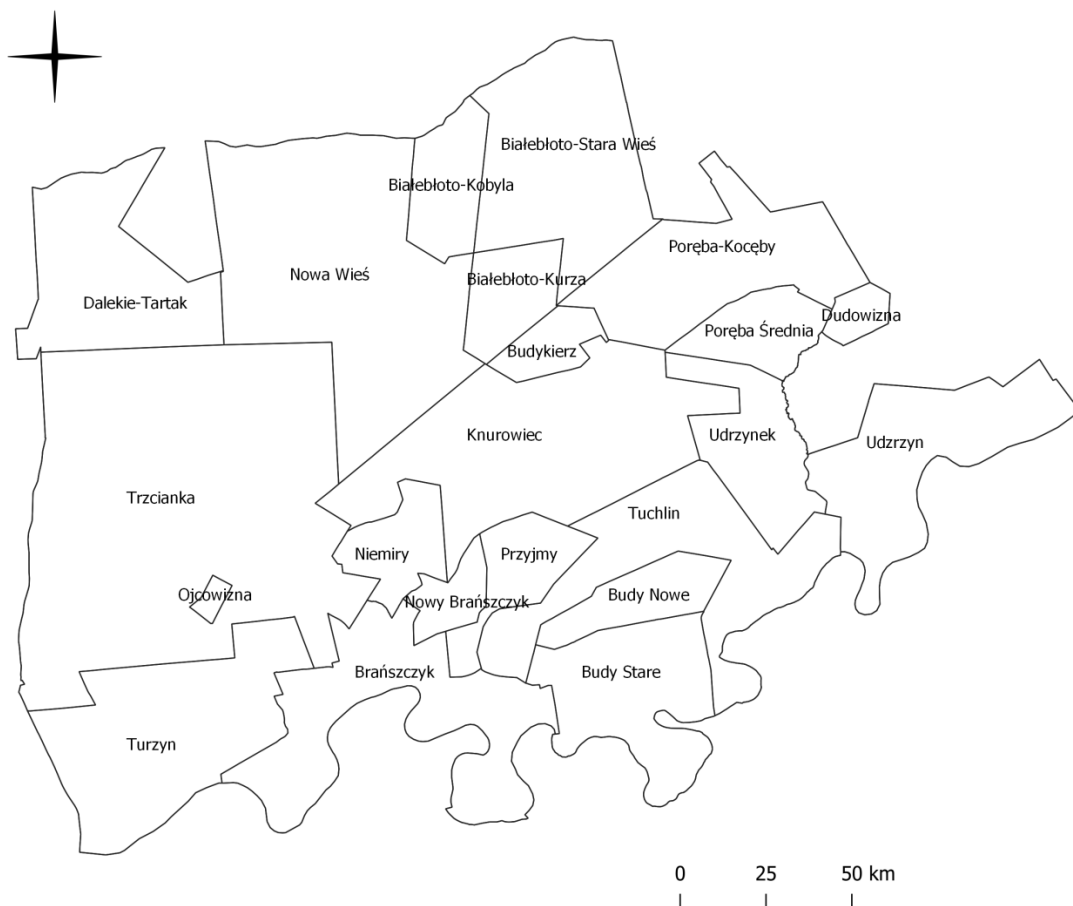 Białebłoto-Stara Wieś
Białebłoto-Kobyla
Poręba-Kocęby
Nowa Wieś
Białebłoto-Kurza
Dalekie-Tartak
Dudowizna
Poręba Średnia
Budykierz
Knurowiec
Udrzynek
Udzrzyn
Trzcianka
Tuchlin
Niemiry
Przyjmy
Ojcowizna
Nowy Brańszczyk
Budy Nowe
Brańszczyk
Budy Stare
Turzyn
0 25 50 km